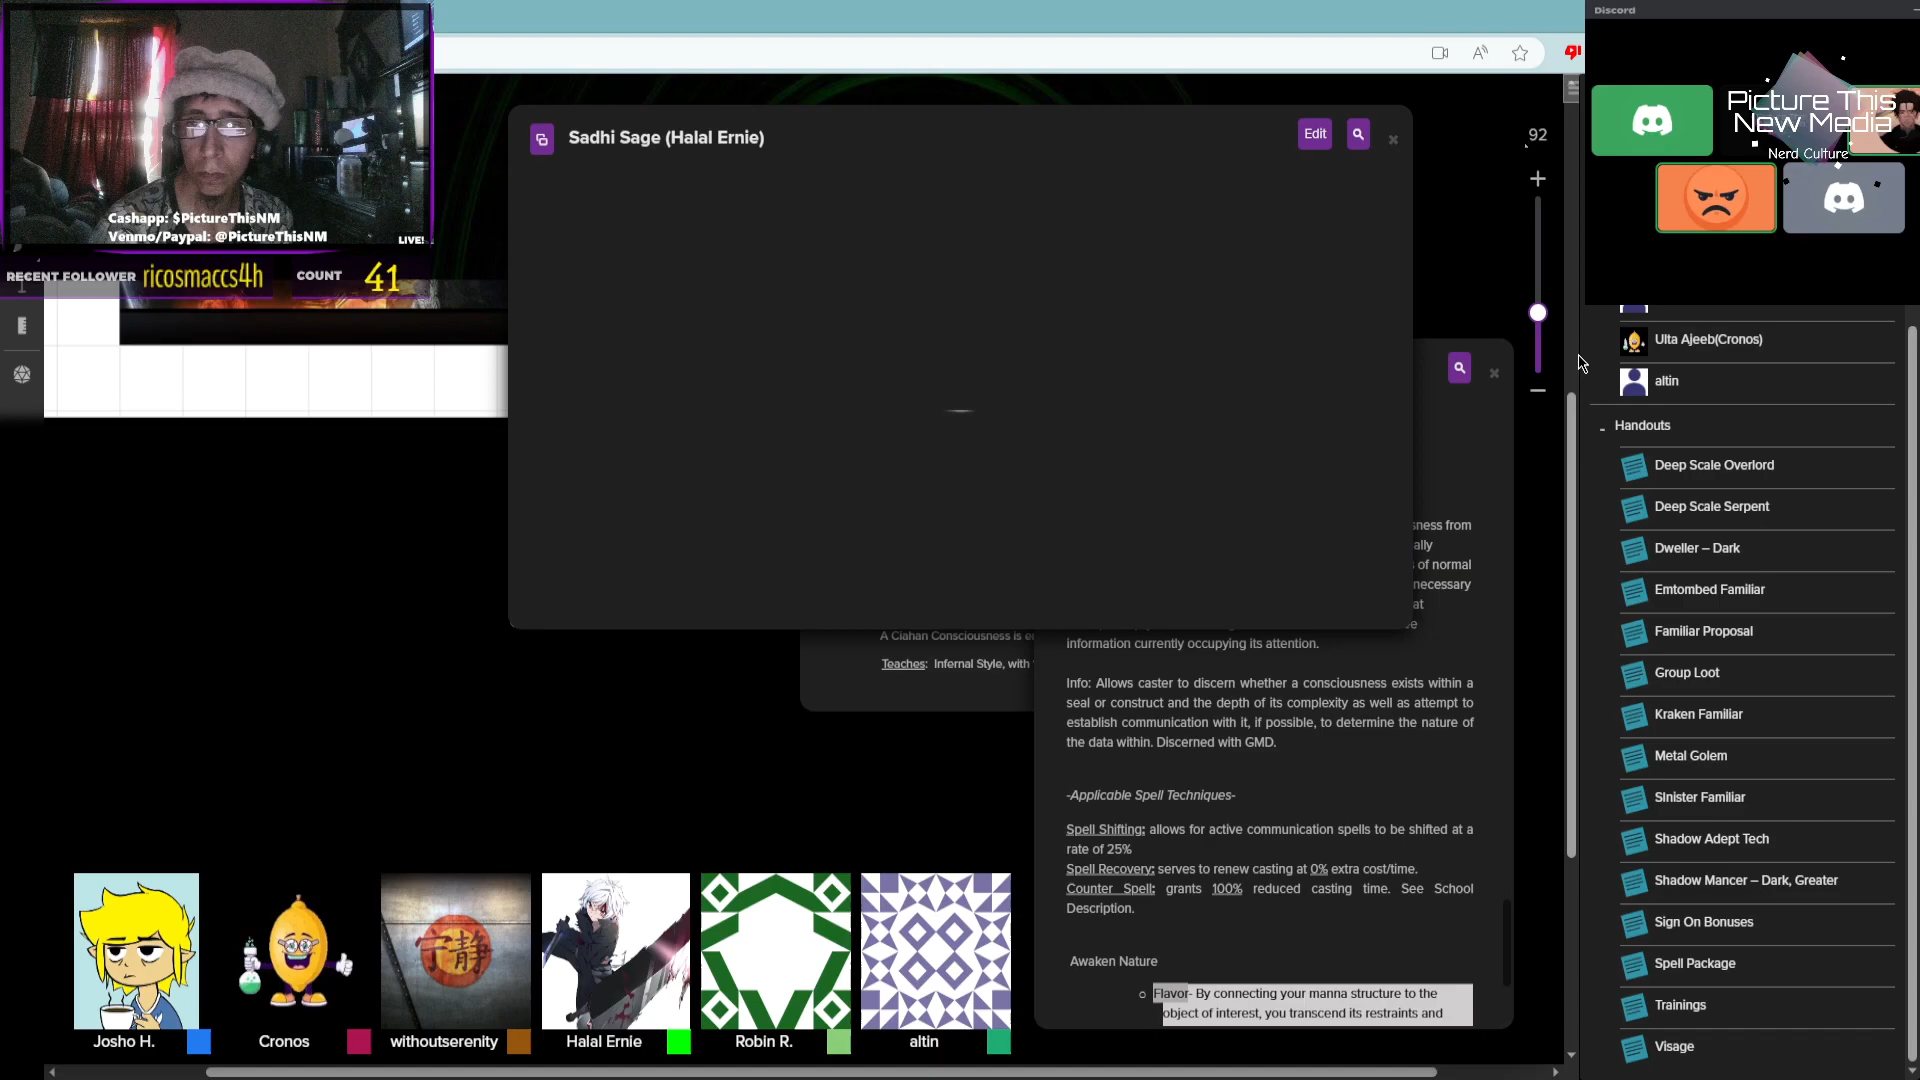 Discord
Picture This
New Media
Nerd Culture
Cashapp: $PictureThisNM
Venmo/Paypal: @PictureThisNM
LIVE!
RECENT FOLLOWER ricosmaccs4h COUNT 41
Sadhi Sage (Halal Ernie)
Edit
92
Ulta Ajeeb(Cronos)
altin
Handouts
Deep Scale Overlord
Deep Scale Serpent
Dweller – Dark
Emtombed Familiar
Familiar Proposal
Group Loot
Kraken Familiar
Metal Golem
SInister Familiar
Shadow Adept Tech
Shadow Mancer – Dark, Greater
Sign On Bonuses
Spell Package
Trainings
Visage
A Ciahan Consciousness is
Teaches: Infernal Style, with
from
of normal
necessary
at
information currently occupying its attention.
Info: Allows caster to discern whether a consciousness exists within a
seal or construct and the depth of its complexity as well as attempt to
establish communication with it, if possible, to determine the nature of
the data within. Discerned with GMD.
-Applicable Spell Techniques-
Spell Shifting: allows for active communication spells to be shifted at a
rate of 25%
Spell Recovery: serves to renew casting at 0% extra cost/time.
Counter Spell: grants 100% reduced casting time. See School
Description.
Awaken Nature
Flavor- By connecting your manna structure to the
object of interest, you transcend its restraints and
寧静
Josho H.
Cronos
withoutserenity
Halal Ernie
Robin R.
altin